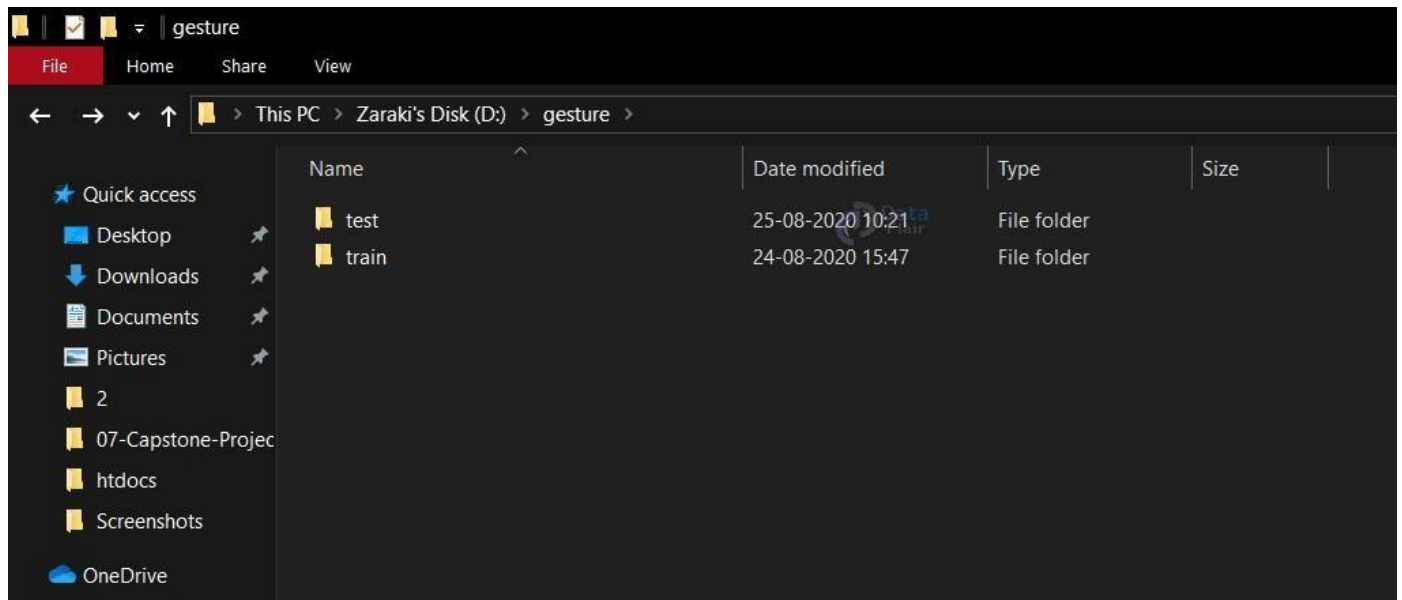 gesture
File Home Share View
This PC > Zaraki's Disk (D:) > gesture >
Name Date modified Type Size
Quick access
Desktop
Downloads
Documents
Pictures
2
07-Capstone-Projec
htdocs
Screenshots
OneDrive
test 25-08-2020 10:21 File folder
train 24-08-2020 15:47 File folder
Data
Flair